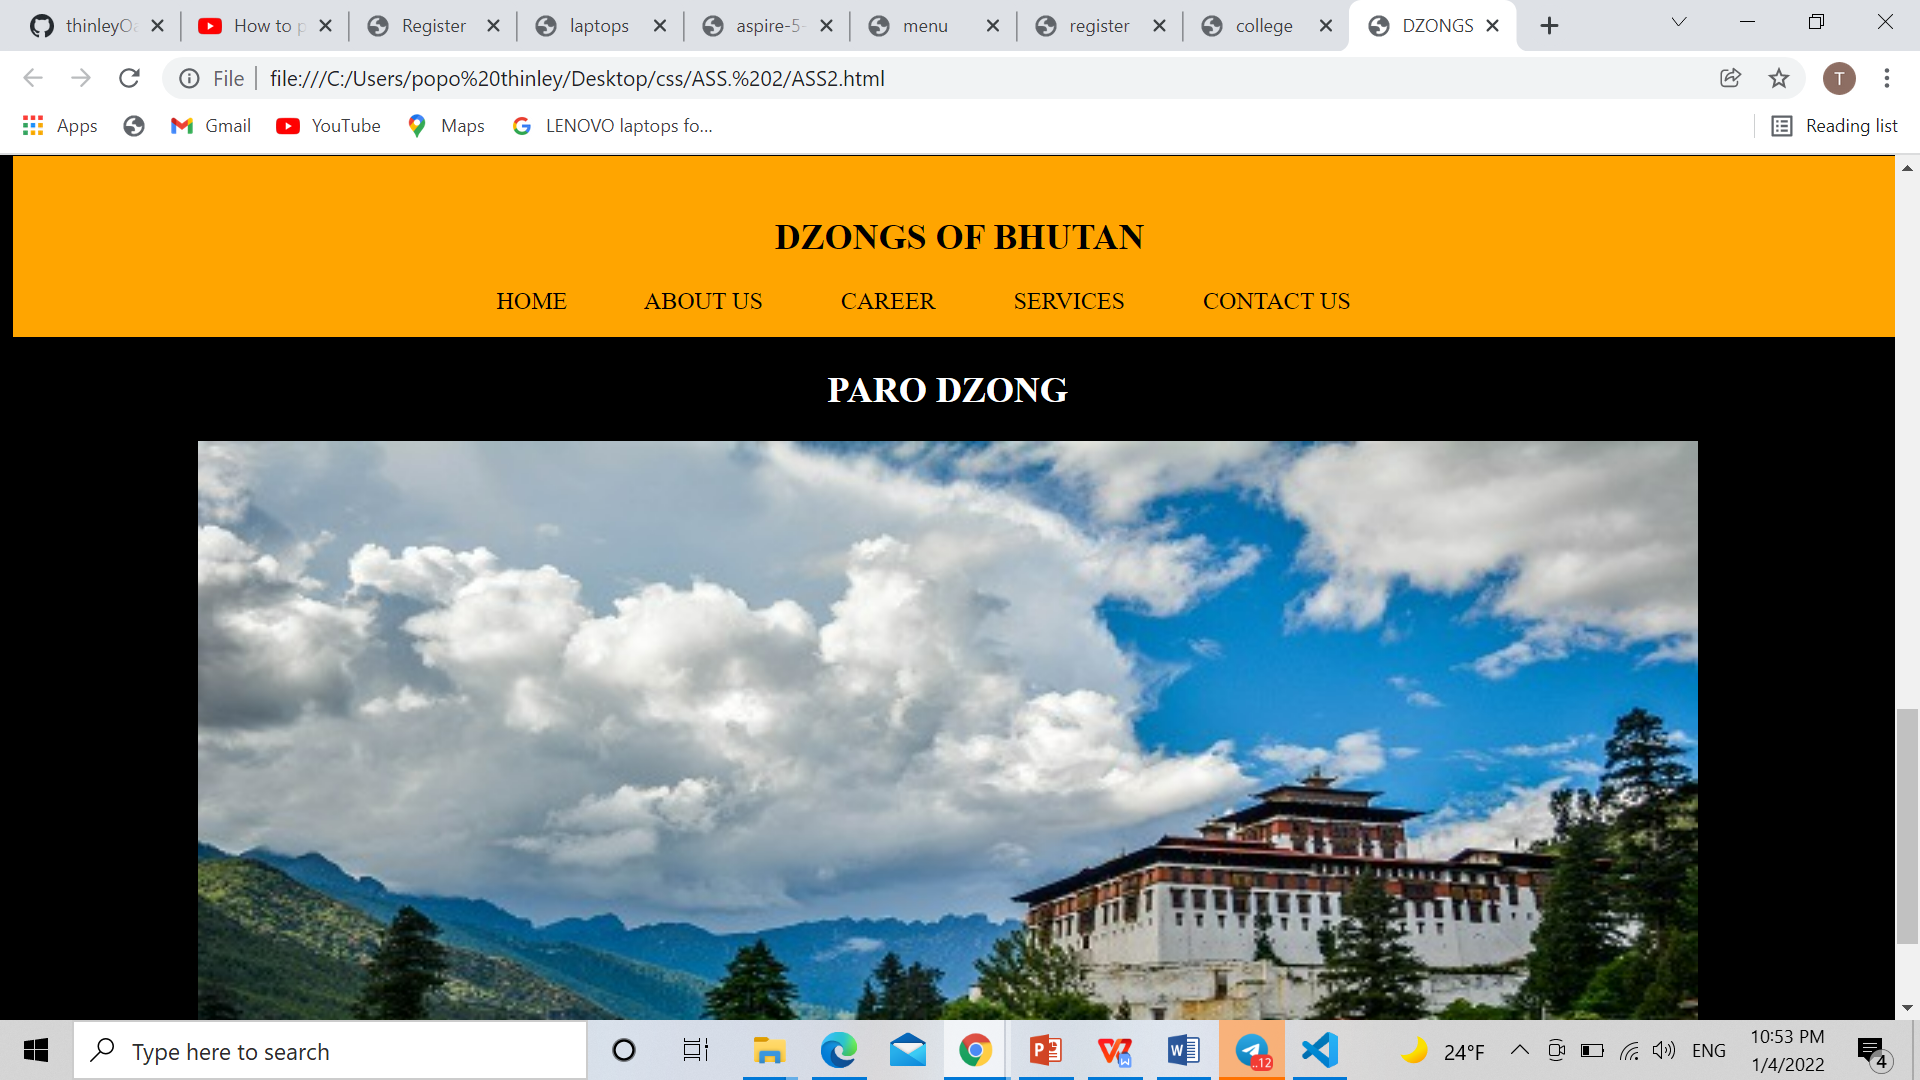 thinleyOa
How to p
Register
laptops
aspire-5-
menu
register
college
DZONGS
File
file:///C:/Users/popo%20thinley/Desktop/css/ASS.%202/ASS2.html
T
Apps
Gmail
YouTube
Maps
LENOVO laptops fo...
Reading list
DZONGS OF BHUTAN
HOME ABOUT US CAREER SERVICES CONTACT US
PARO DZONG
Type here to search
..12
24°F
ENG
10:53 PM
1/4/2022
4